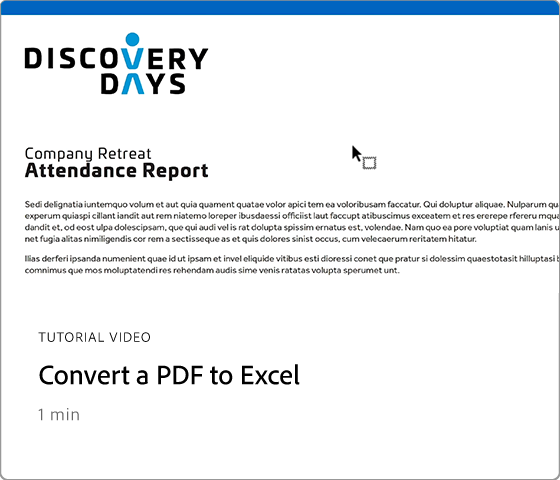 DISCOVERY
DAYS
Company Retreat
Attendance Report
Sedi delignatia iuntemquo volum et aut quia quament quatae volor apici tem ea voloribusam faccatur. Qui doluptur aliquae. Nulparum
experum quiaspi cillant iandit aut rem niatemo loreper ibusdaessi officiist laut faccupt atibuscimus exceatem et res ererepe rfereru
dandit et, od eost ulpa dolescipsam, que qui audi vel is rat dolupta spissim ernatus est, volendae. Nam quo ea pore voluptiat quam lanis
net fugia alitas nimiligendis cor rem a sectisseque as et quis dolores sinist occus, cum velecaerum reritatem hitatur.
Ilias derferi ipsanda numenient quae id ut ipsam et invel eliquide vitibus esti dioressi conet que pratur si dolessim quaestotasit hilluptasi
comnimus que mos moluptatendi res rehendam audis sime venis ratatas volupta sperumet unt.
TUTORIAL VIDEO
Convert a PDF to Excel
1 min